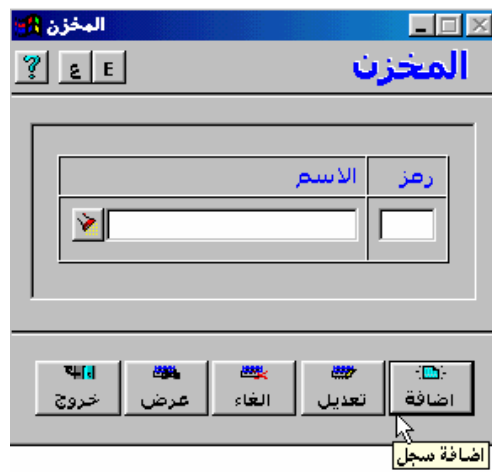 المخزن
المخزن
E ع ?
رمز الاسم
اضافة تعديل الغاء عرض خروج
اضافة سجل